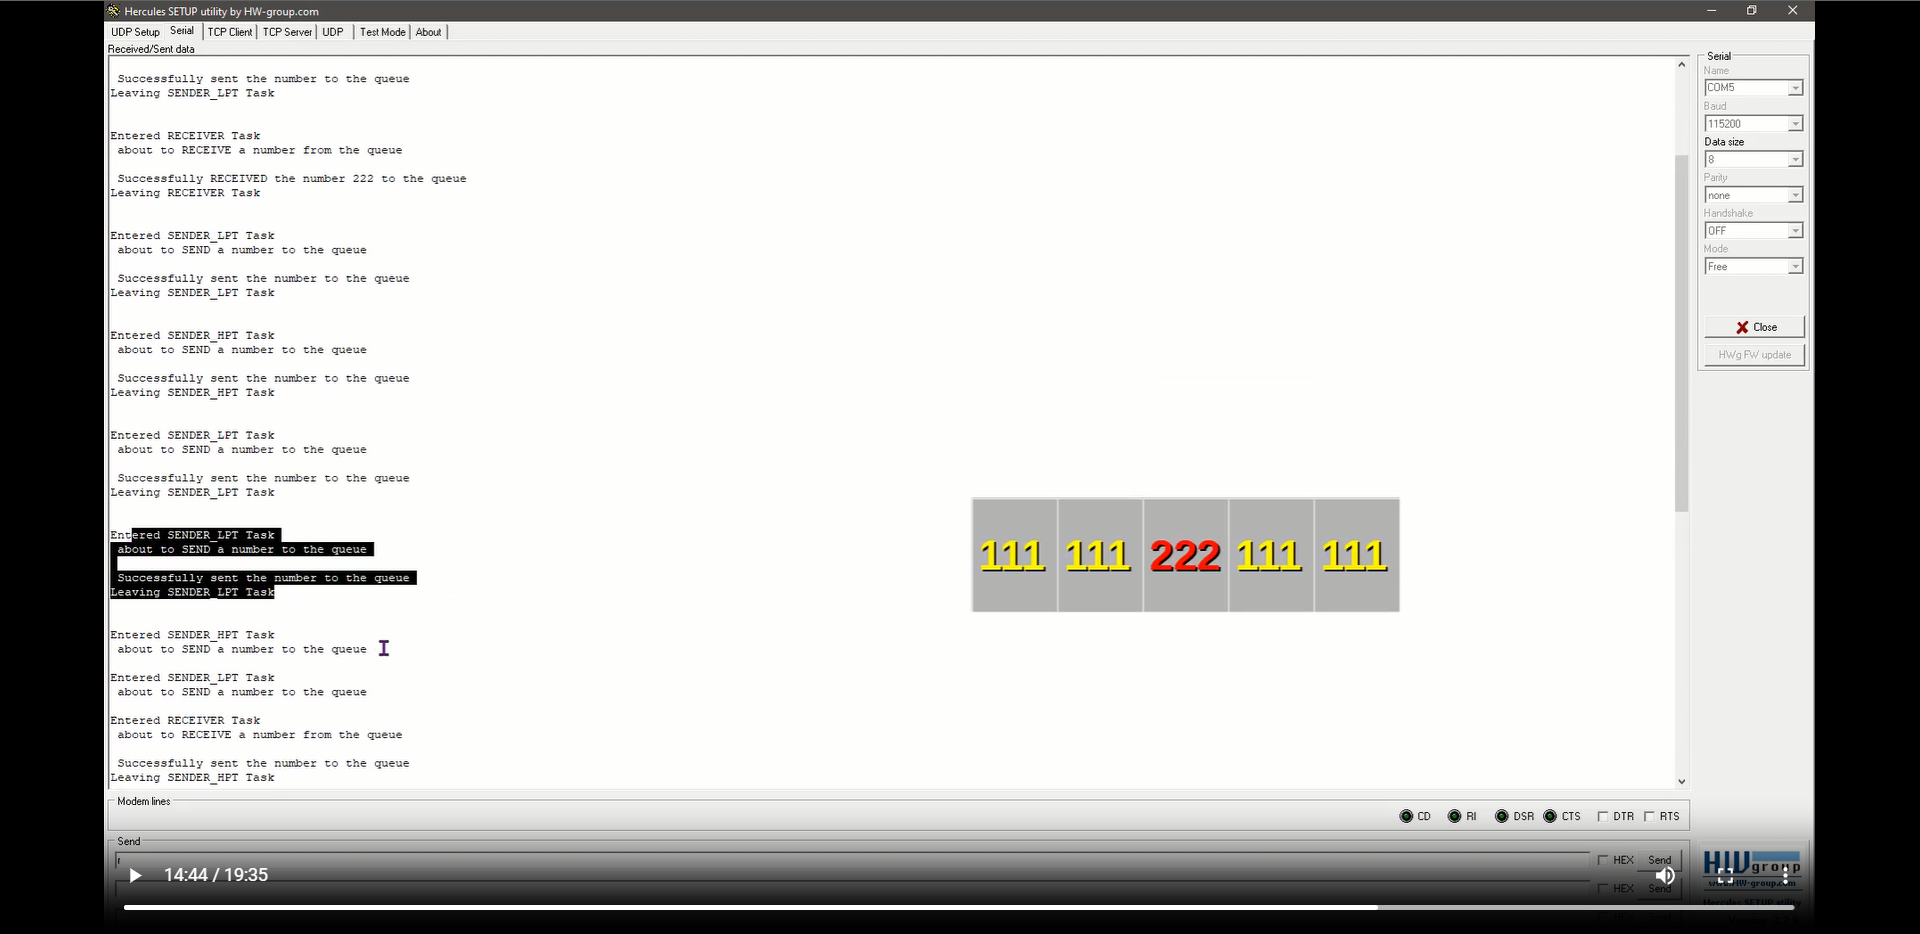 Hercules SETUP utility by HW-group.com
UDP Setup Serial TCP Client TCP Server UDP Test Mode About
Received/Sent data
Successfully sent the number to the queue
Leaving SENDER_LPT Task
Entered RECEIVER Task
about to RECEIVE a number from the queue
Successfully RECEIVED the number 222 to the queue
Leaving RECEIVER Task
Entered SENDER_LPT Task
about to SEND a number to the queue
Successfully sent the number to the queue
Leaving SENDER_LPT Task
Entered SENDER_HPT Task
about to SEND a number to the queue
Successfully sent the number to the queue
Leaving SENDER_HPT Task
Entered SENDER_LPT Task
about to SEND a number to the queue
Successfully sent the number to the queue
Leaving SENDER_LPT Task
Entered SENDER_LPT Task
about to SEND a number to the queue
Successfully sent the number to the queue
Leaving SENDER_LPT Task
Entered SENDER_HPT Task
about to SEND a number to the queue
Entered SENDER_LPT Task
about to SEND a number to the queue
Entered RECEIVER Task
about to RECEIVE a number from the queue
Successfully sent the number to the queue
Leaving SENDER_HPT Task
111 111 222 111 111
Serial
Name
COM5
Baud
115200
Data size
8
Parity
none
Handshake
OFF
Mode
Free
Close
HWg FW update
Modem lines
CD RI DSR CTS DTR RTS
Send
r
HEX Send
HEX Send
14:44 / 19:35
HW group
www.HW-group.com
Hercules SETUP utility